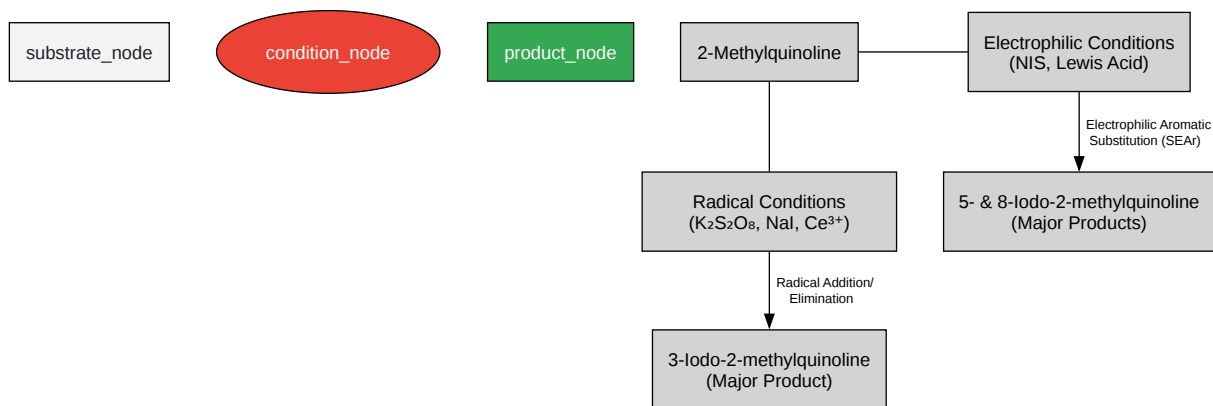 substrate_node
condition_node
product_node
2-Methylquinoline
Electrophilic Conditions
(NIS, Lewis Acid)
Electrophilic Aromatic
Substitution (SEAr)
Radical Conditions
(K₂S₂O₈, NaI, Ce³⁺)
5- & 8-Iodo-2-methylquinoline
(Major Products)
Radical Addition/
Elimination
3-Iodo-2-methylquinoline
(Major Product)